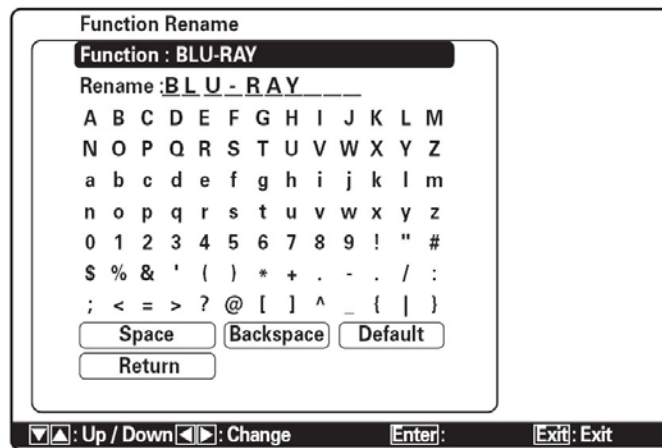 Function Rename
Function : BLU-RAY
Rename :BLU-RAY___
A B C D E F G H I J K L M
N O P Q R S T U V W X Y Z
a b c d e f g h i j k l m
n o p q r s t u v w x y z
0 1 2 3 4 5 6 7 8 9 ! " #
$ % & ' ( ) * + . - . / :
; < = > ? @ [ ] ^ _ { | }
Space Backspace Default
Return
▼▲: Up / Down ◀▶: Change Enter: Exit: Exit